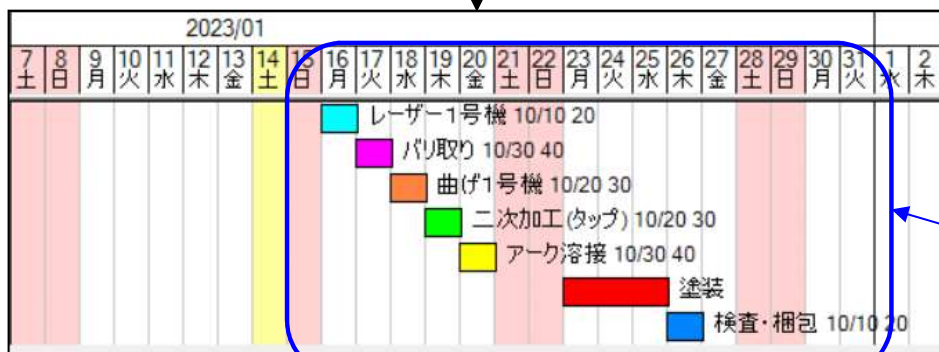 2023/01
7 8 9 10 11 12 13 14 15 16 17 18 19 20 21 22 23 24 25 26 27 28 29 30 31 1 2
土 日 月 火 水 木 金 土 日 月 火 水 木 金 土 日 月 火 水 木 金 土 日 月 火 水 木
レーザー1号機 10/10 20
バリ取り 10/30 40
曲げ1号機 10/20 30
二次加工(タップ) 10/20 30
アーク溶接 10/30 40
塗装
検査・梱包 10/10 20